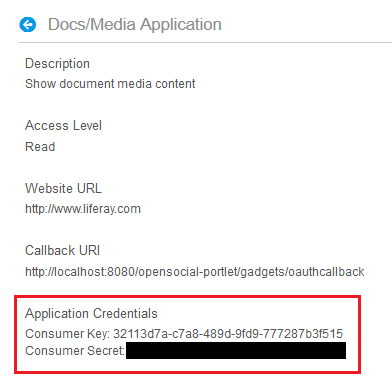 Docs/Media Application
Description
Show document media content
Access Level
Read
Website URL
http://www.liferay.com
Callback URI
http://localhost:8080/opensocial-portlet/gadgets/oauthcallback
Application Credentials
Consumer Key: 32113d7a-c7a8-489d-9fd9-777287b3f515
Consumer Secret: